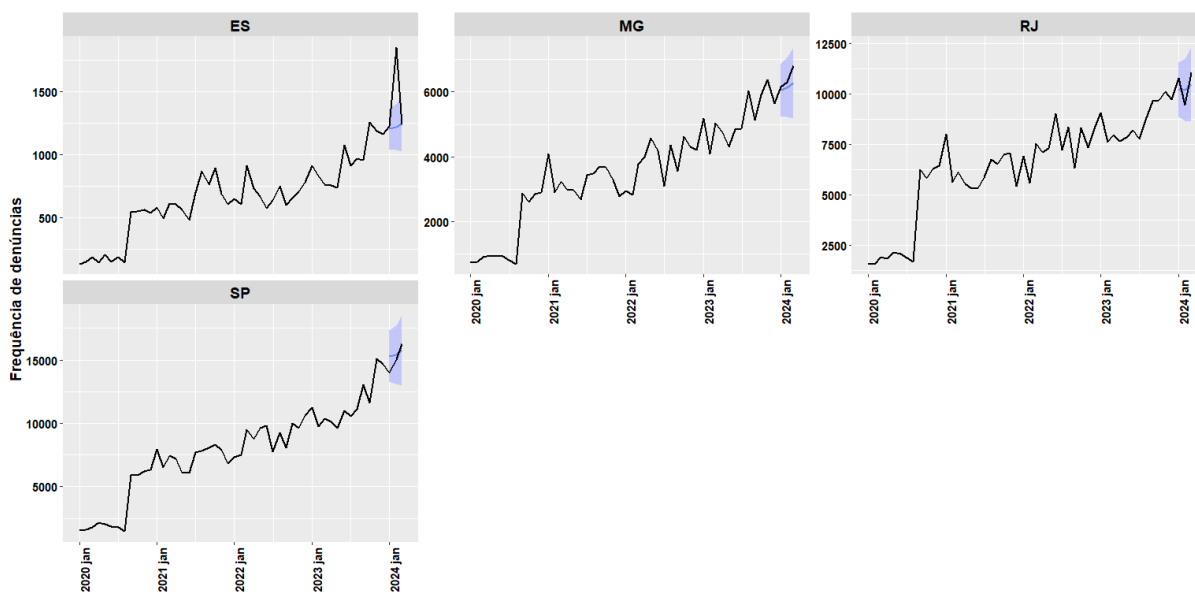 ES
MG
RJ
1500
1000
500
6000
4000
2000
12500
10000
7500
5000
2500
2020 jan
2021 jan
2022 jan
2023 jan
2024 jan
2020 jan
2021 jan
2022 jan
2023 jan
2024 jan
Frequência de denúncias
SP
15000
10000
5000
2020 jan
2021 jan
2022 jan
2023 jan
2024 jan